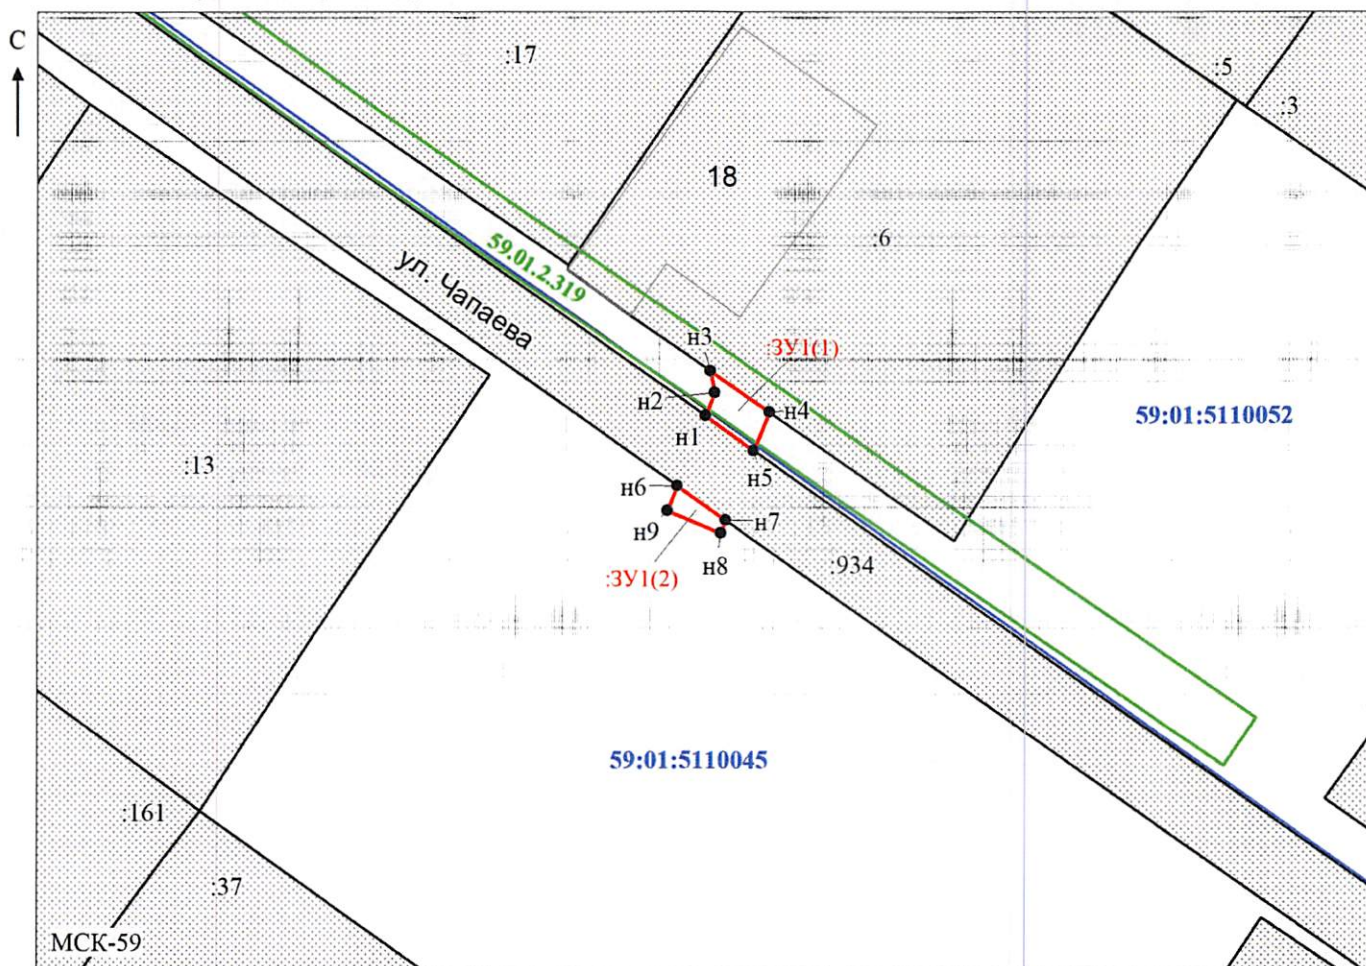 С
:17
:5
:3
18
:6
59.01.2.319
ул. Чапаева
н3
:ЗУ1(1)
н2
н4
н1
59:01:5110052
н5
:13
н6
н9
н7
н8
:934
:ЗУ1(2)
59:01:5110045
:161
:37
МСК-59